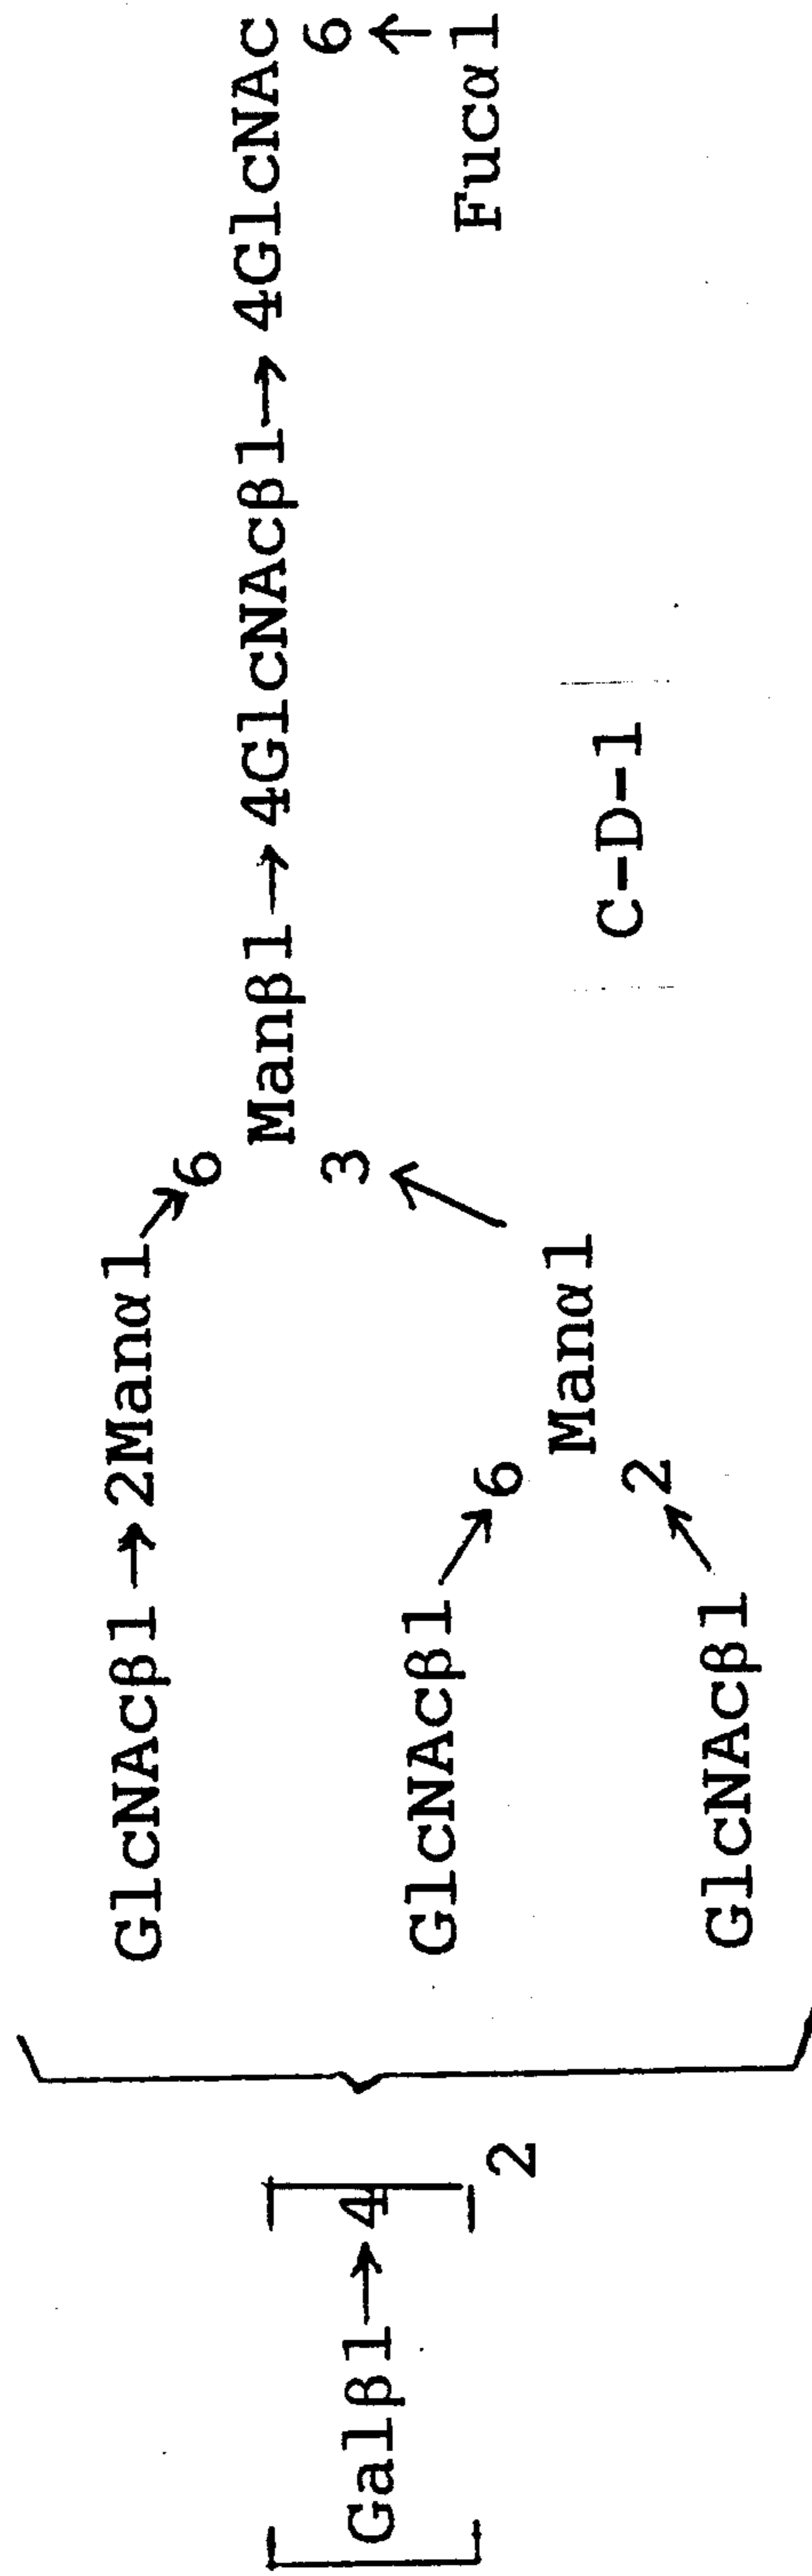 GlcNAcβ1→2Manα1
6
Manβ1→4GlcNAcβ1→4GlcNAc
3 6
↑
Fucα1
[Galβ1→4]2
GlcNAcβ1
6
Manα1
2
GlcNAcβ1
C-D-1